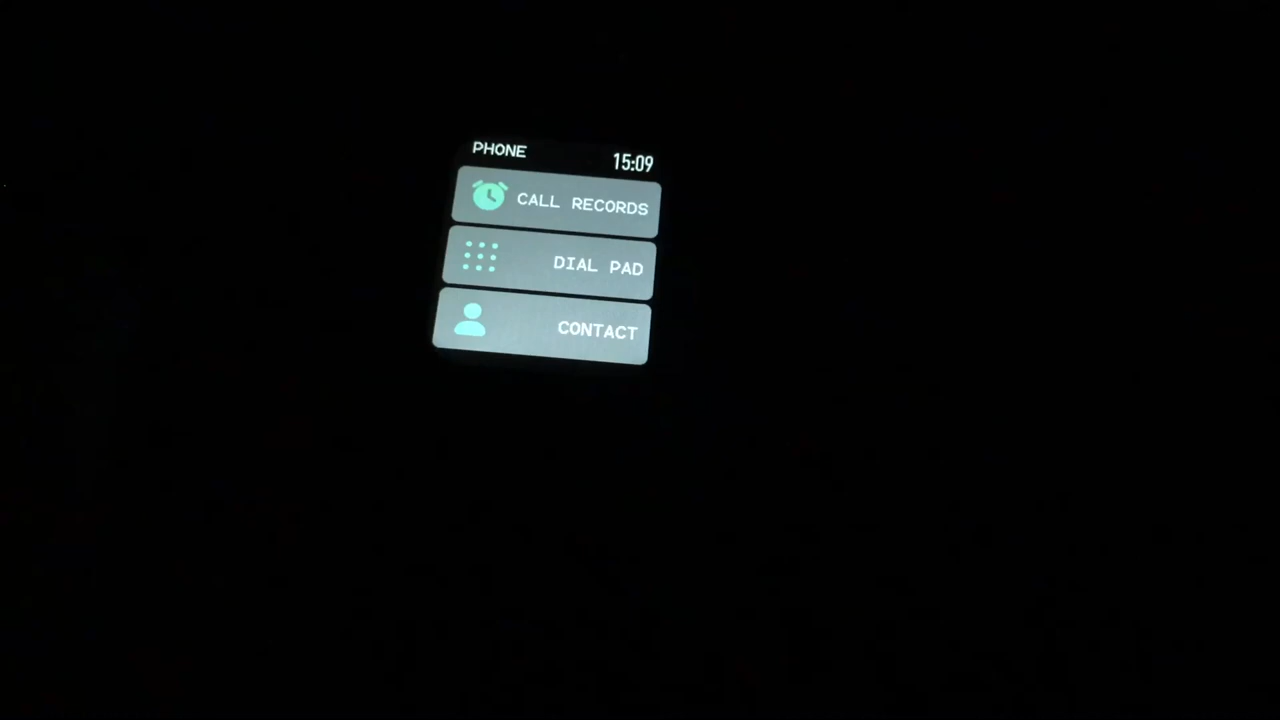 PHONE
15:09
CALL RECORDS
DIAL PAD
CONTACT